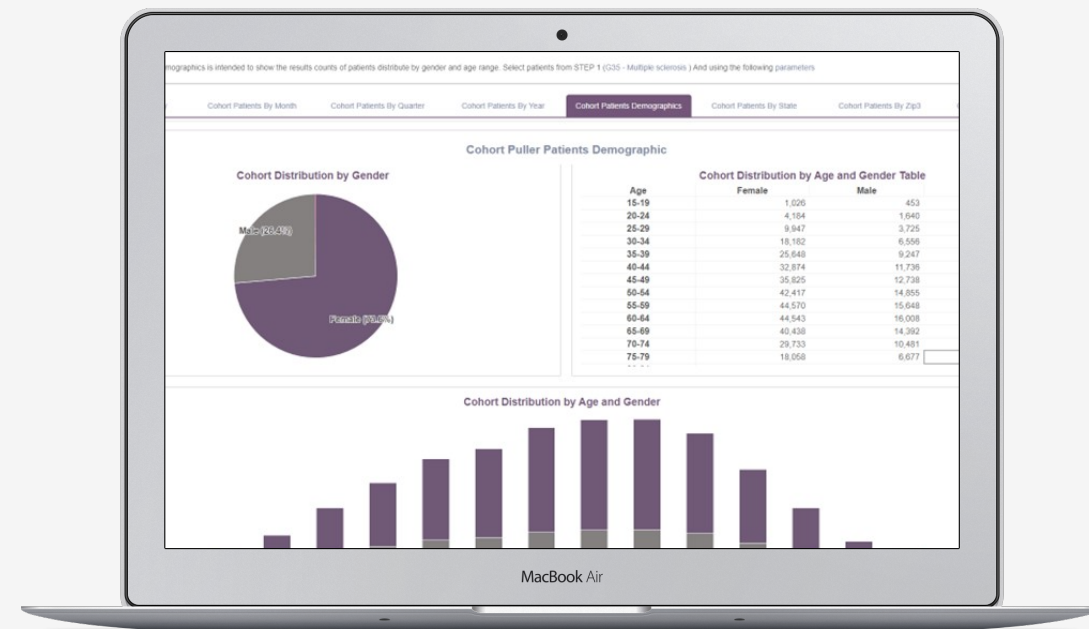 mographics is intended to show the results counts of patients distribute by gender and age range. Select patients from STEP 1 (G35 - Multiple sclerosis ) And using the following parameters
Cohort Patients By Month Cohort Patients By Quarter Cohort Patients By Year Cohort Patients Demographics Cohort Patients By State Cohort Patients By Zip3
Cohort Puller Patients Demographic
Cohort Distribution by Gender
Male (26.4%)
Female
Cohort Distribution by Age and Gender Table
Age Female Male
15-19 1,026 453
20-24 4,184 1,640
25-29 9,947 3,725
30-34 18,182 6,556
35-39 25,648 9,247
40-44 32,874 11,736
45-49 35,825 12,738
50-54 42,417 14,855
55-59 44,570 15,648
60-64 44,543 16,008
65-69 40,438 14,392
70-74 29,733 10,481
75-79 18,058 6,677
Cohort Distribution by Age and Gender
MacBook Air